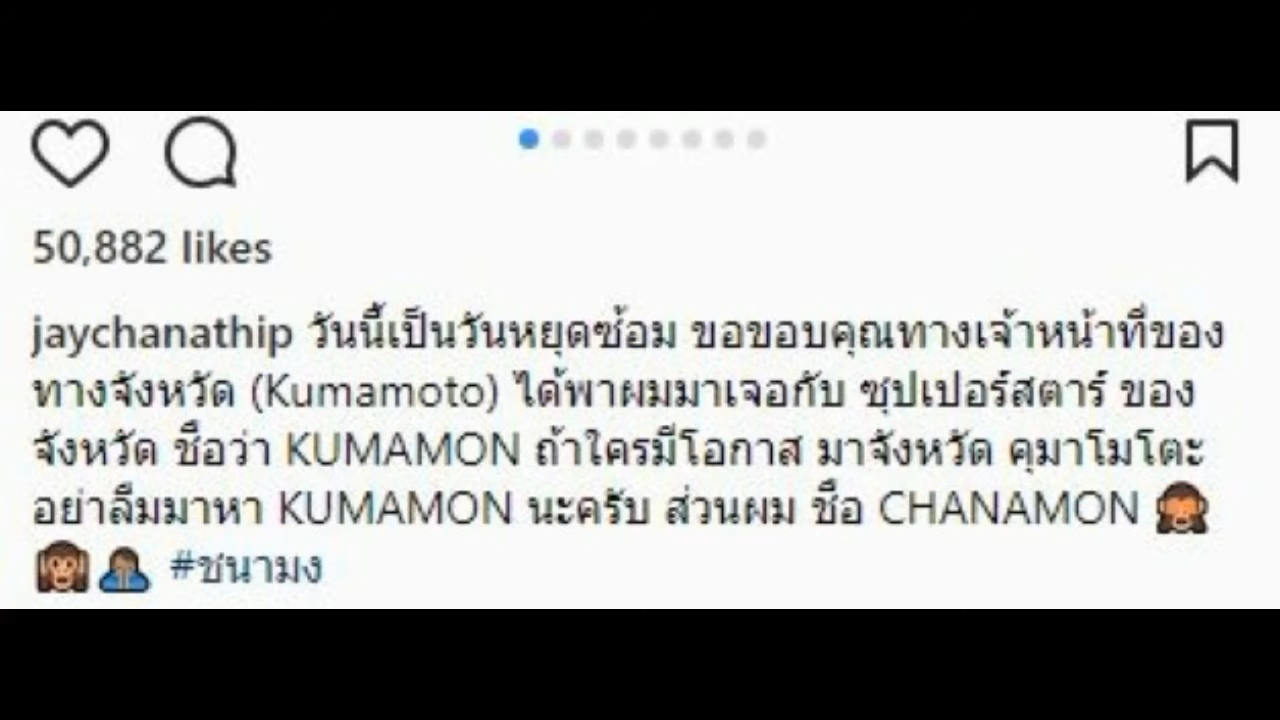 50,882 likes
jaychanathip วันนี้เป็นวันหยุดซ้อม ขอขอบคุณทางเจ้าหน้าที่ของ
ทางจังหวัด (Kumamoto) ได้พาผมมาเจอกับ ซุปเปอร์สตาร์ ของ
จังหวัด ชื่อว่า KUMAMON ถ้าใครมีโอกาส มาจังหวัด คุมาโมโตะ
อย่าลืมมาหา KUMAMON นะครับ ส่วนผม ชื่อ CHANAMON 🙈
🙉🤦🏽‍♂️ #ชนามง